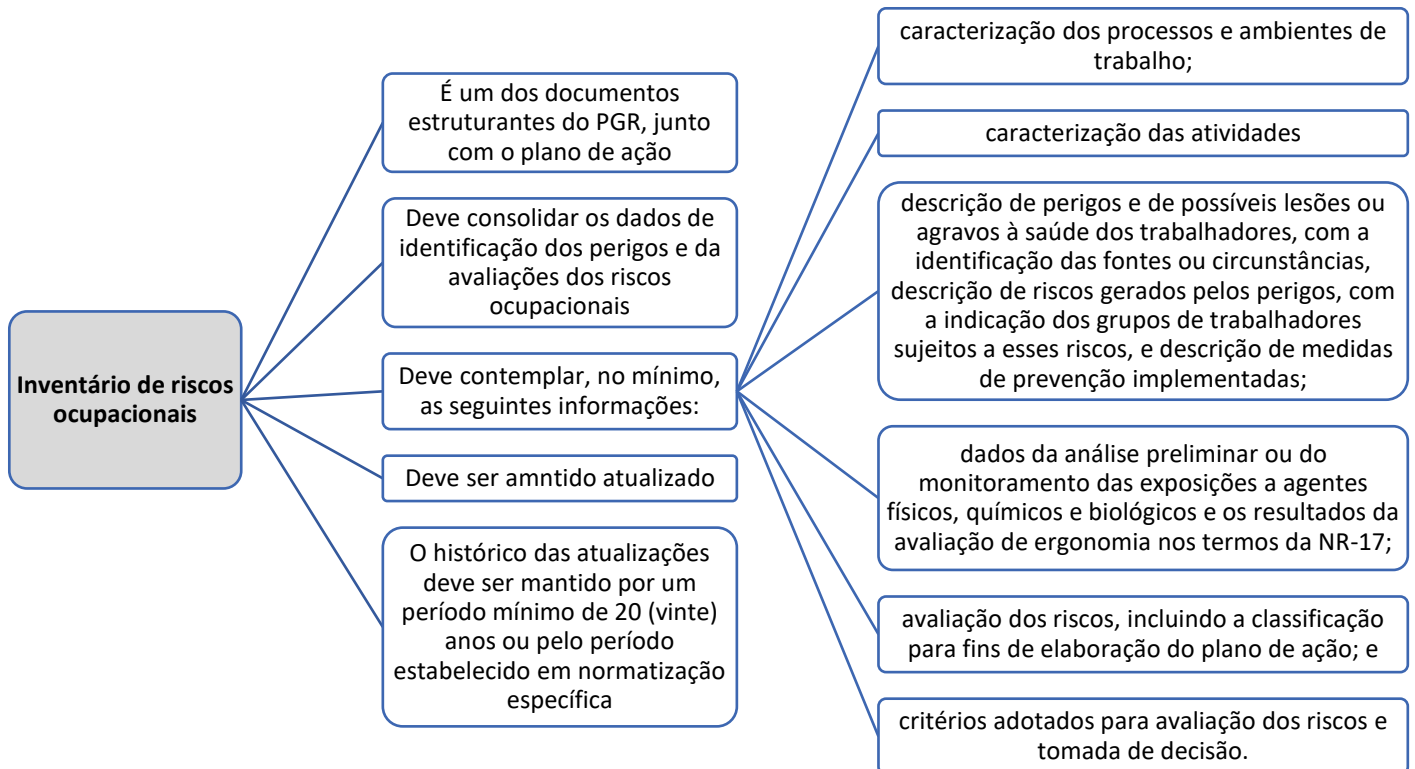 Inventário de riscos
ocupacionais
É um dos documentos
estruturantes do PGR, junto
com o plano de ação
Deve consolidar os dados de
identificação dos perigos e da
avaliações dos riscos
ocupacionais
Deve contemplar, no mínimo,
as seguintes informações:
Deve ser amntido atualizado
O histórico das atualizações
deve ser mantido por um
período mínimo de 20 (vinte)
anos ou pelo período
estabelecido em normatização
específica
caracterização dos processos e ambientes de
trabalho;
caracterização das atividades
descrição de perigos e de possíveis lesões ou
agravos à saúde dos trabalhadores, com a
identificação das fontes ou circunstâncias,
descrição de riscos gerados pelos perigos, com
a indicação dos grupos de trabalhadores
sujeitos a esses riscos, e descrição de medidas
de prevenção implementadas;
dados da análise preliminar ou do
monitoramento das exposições a agentes
físicos, químicos e biológicos e os resultados da
avaliação de ergonomia nos termos da NR-17;
avaliação dos riscos, incluindo a classificação
para fins de elaboração do plano de ação; e
critérios adotados para avaliação dos riscos e
tomada de decisão.